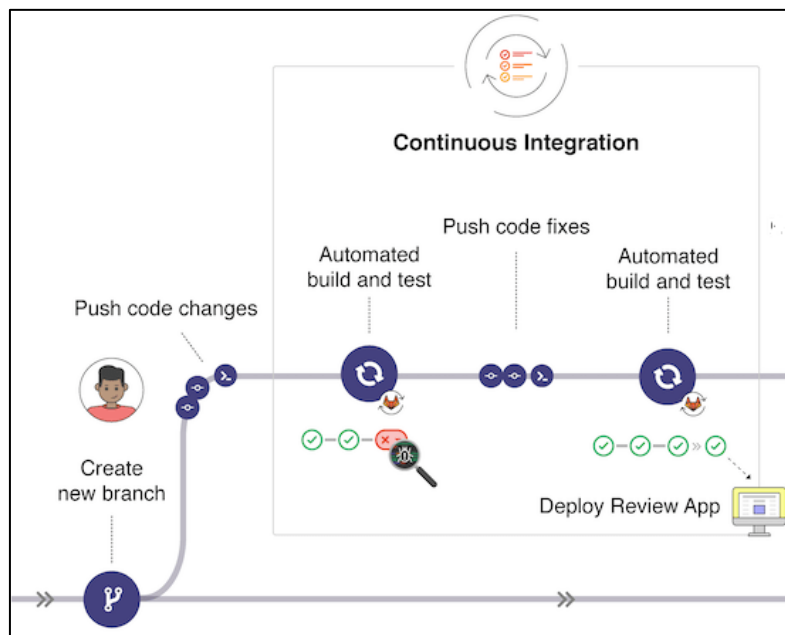 Continuous Integration
Push code fixes
Automated
build and test
Automated
build and test
Push code changes
Create
new branch
Deploy Review App